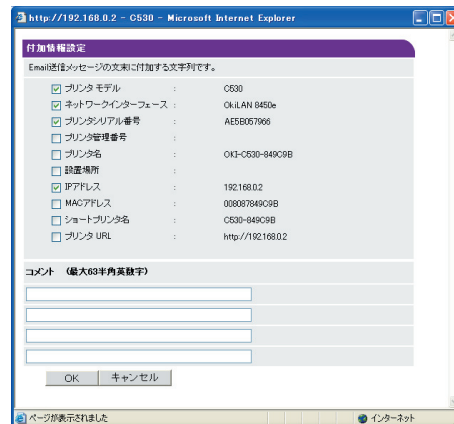 http://192.168.0.2 - C530 - Microsoft Internet Explorer
付加情報設定
Email送信メッセージの文末に付加する文字列です。
プリンタ モデル : C530
ネットワークインターフェース : OkiLAN 8450e
プリンタシリアル番号 : AE5B057966
プリンタ管理番号 :
プリンタ名 : OKI-C530-849C9B
設置場所 :
IPアドレス : 192.168.0.2
MACアドレス : 008087849C9B
ショートプリンタ名 : C530-849C9B
プリンタ URL : http://192.168.0.2
コメント (最大63半角英数字)
OK キャンセル
ページが表示されました インターネット